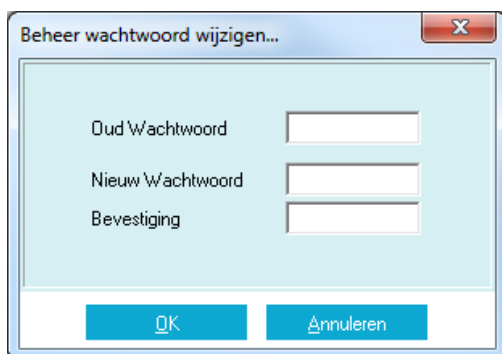 Beheer wachtwoord wijzigen...
Oud Wachtwoord
Nieuw Wachtwoord
Bevestiging
OK Annuleren